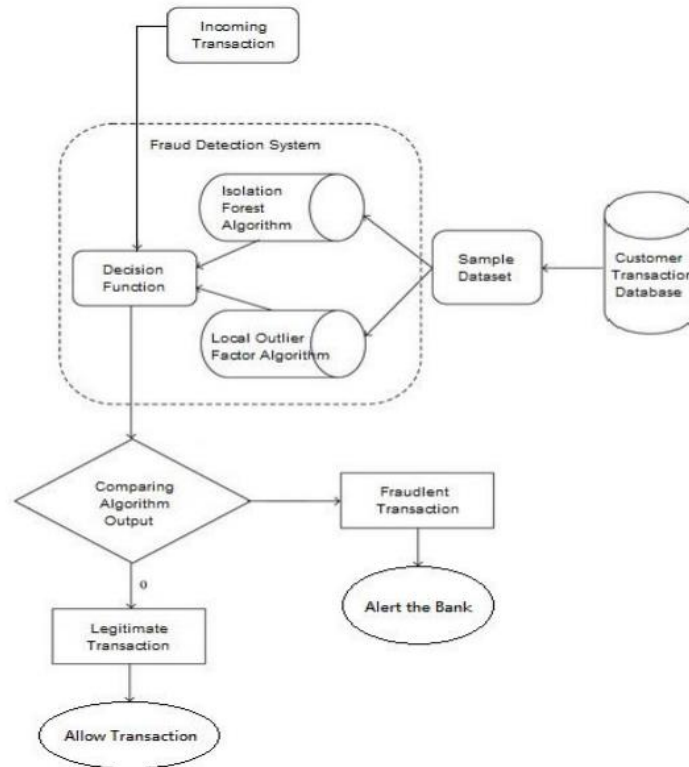 Incoming
Transaction
Fraud Detection System
Isolation
Forest
Algorithm
Decision
Function
Sample
Dataset
Customer
Transaction
Database
Local Outlier
Factor Algorithm
Comparing
Algorithm
Output
Fraudlent
Transaction
0
Alert the Bank
Legitimate
Transaction
Allow Transaction